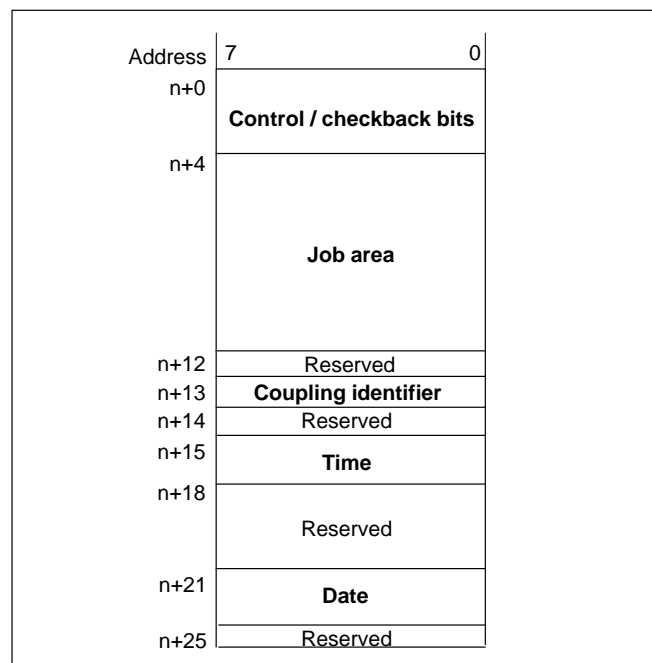 Address 7 0
n+0
Control / checkback bits
n+4
Job area
n+12 Reserved
n+13 Coupling identifier
n+14 Reserved
n+15
Time
n+18
Reserved
n+21
Date
n+25 Reserved